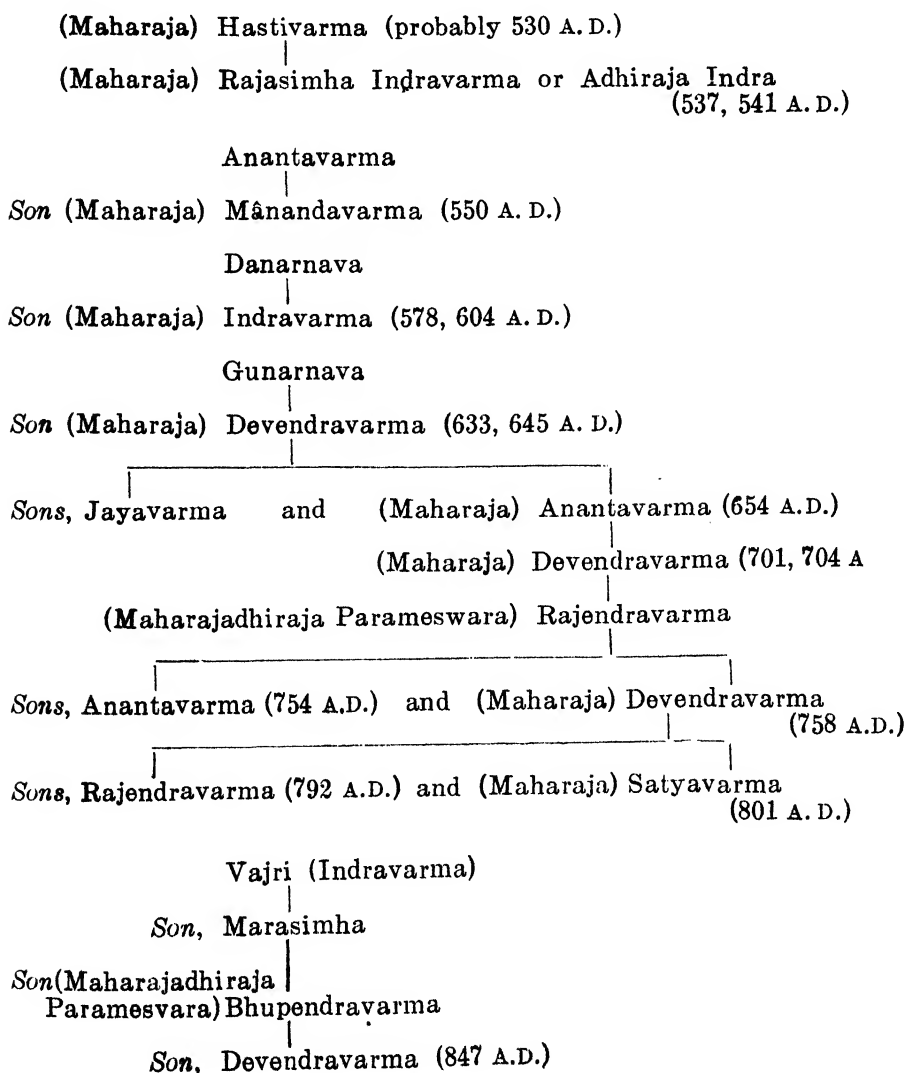 (Maharaja) Hastivarma (probably 530 A. D.)
(Maharaja) Rajasimha Indravarma or Adhiraja Indra
(537, 541 A. D.)
Anantavarma
Son (Maharaja) Mânandavarma (550 A. D.)
Danarnava
Son (Maharaja) Indravarma (578, 604 A. D.)
Gunarnava
Son (Maharaja) Devendravarma (633, 645 A. D.)
Sons, Jayavarma and (Maharaja) Anantavarma (654 A.D.)
(Maharaja) Devendravarma (701, 704 A
(Maharajadhiraja Parameswara) Rajendravarma
Sons, Anantavarma (754 A.D.) and (Maharaja) Devendravarma
(758 A.D.)
Sons, Rajendravarma (792 A.D.) and (Maharaja) Satyavarma
(801 A. D.)
Vajri (Indravarma)
Son, Marasimha
Son(Maharajadhiraja
Paramesvara) Bhupendravarma
Son, Devendravarma (847 A.D.)